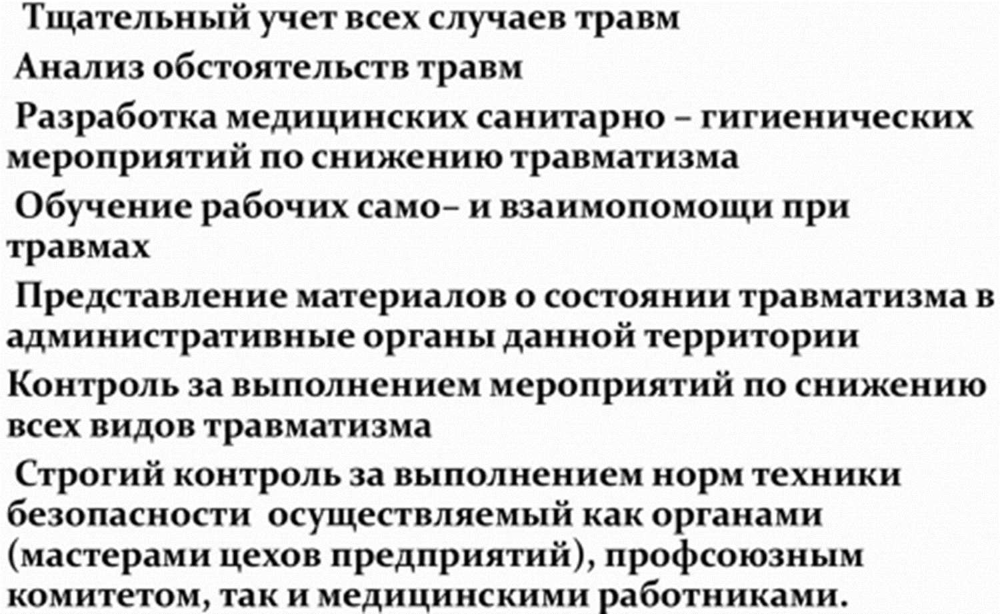 Тщательный учет всех случаев травм
Анализ обстоятельств травм
Разработка медицинских санитарно – гигиенических
мероприятий по снижению травматизма
Обучение рабочих само– и взаимопомощи при
травмах
Представление материалов о состоянии травматизма в
административные органы данной территории
Контроль за выполнением мероприятий по снижению
всех видов травматизма
Строгий контроль за выполнением норм техники
безопасности осуществляемый как органами
(мастерами цехов предприятий), профсоюзным
комитетом, так и медицинскими работниками.